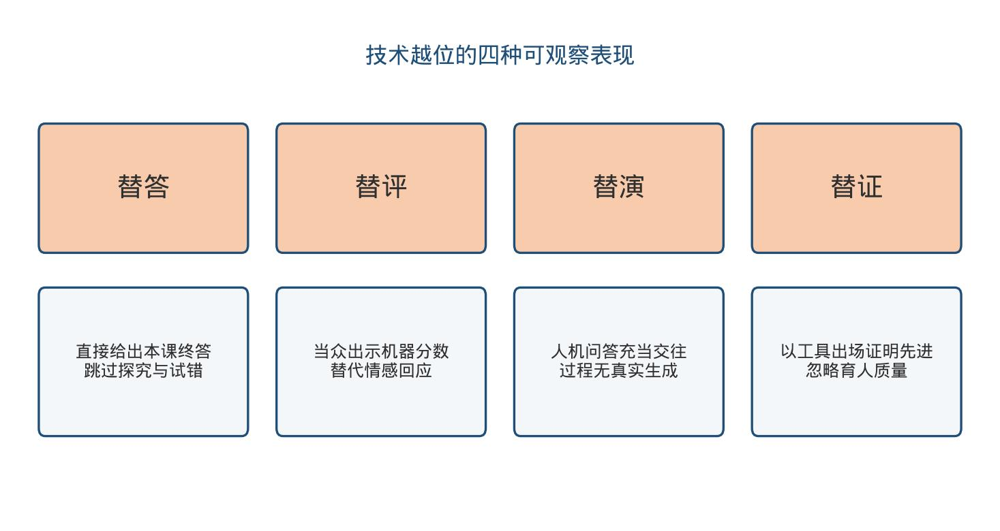 技术越位的四种可观察表现
替答
替评
替演
替证
直接给出本课终答
跳过探究与试错
当众出示机器分数
替代情感回应
人机问答充当交往
过程无真实生成
以工具出场证明先进
忽略育人质量